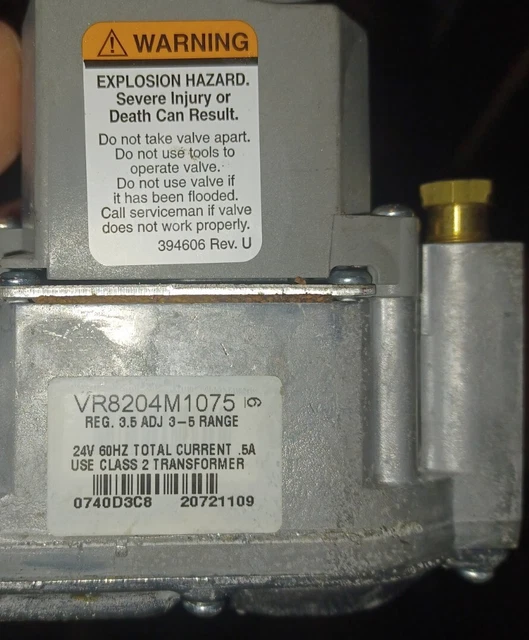 WARNING
EXPLOSION HAZARD.
Severe Injury or
Death Can Result.
Do not take valve apart.
Do not use tools to
operate valve.
Do not use valve if
it has been flooded.
Call serviceman if valve
does not work properly.
394606 Rev. U
VR8204M1075 6
REG. 3.5 ADJ 3-5 RANGE
24V 60HZ TOTAL CURRENT .5A
USE CLASS 2 TRANSFORMER
0740D3C8 20721109